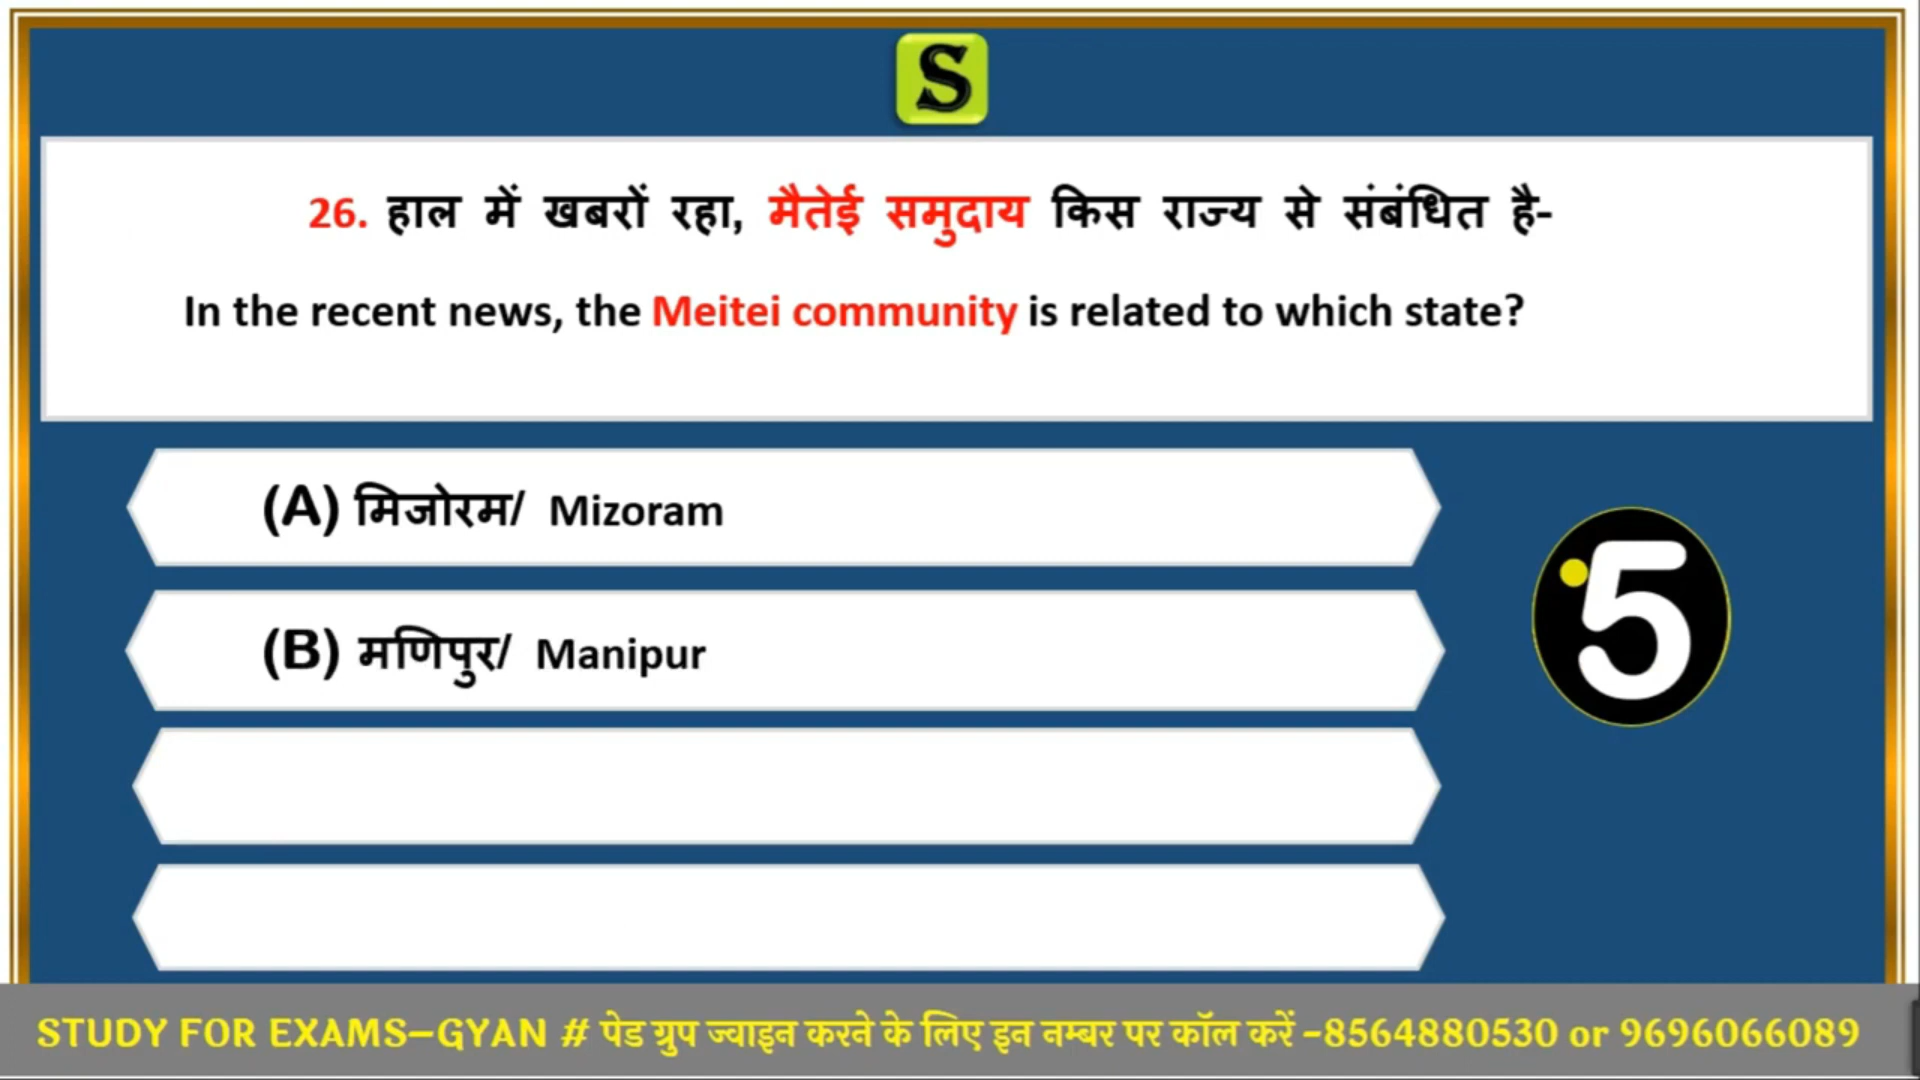 S
26. हाल में खबरों रहा, मैतेई समुदाय किस राज्य से संबंधित है-
In the recent news, the Meitei community is related to which state?
(A) मिजोरम/ Mizoram
(B) मणिपुर/ Manipur
5
STUDY FOR EXAMS–GYAN # पेड ग्रुप ज्वाइन करने के लिए इन नम्बर पर कॉल करें –8564880530 or 9696066089